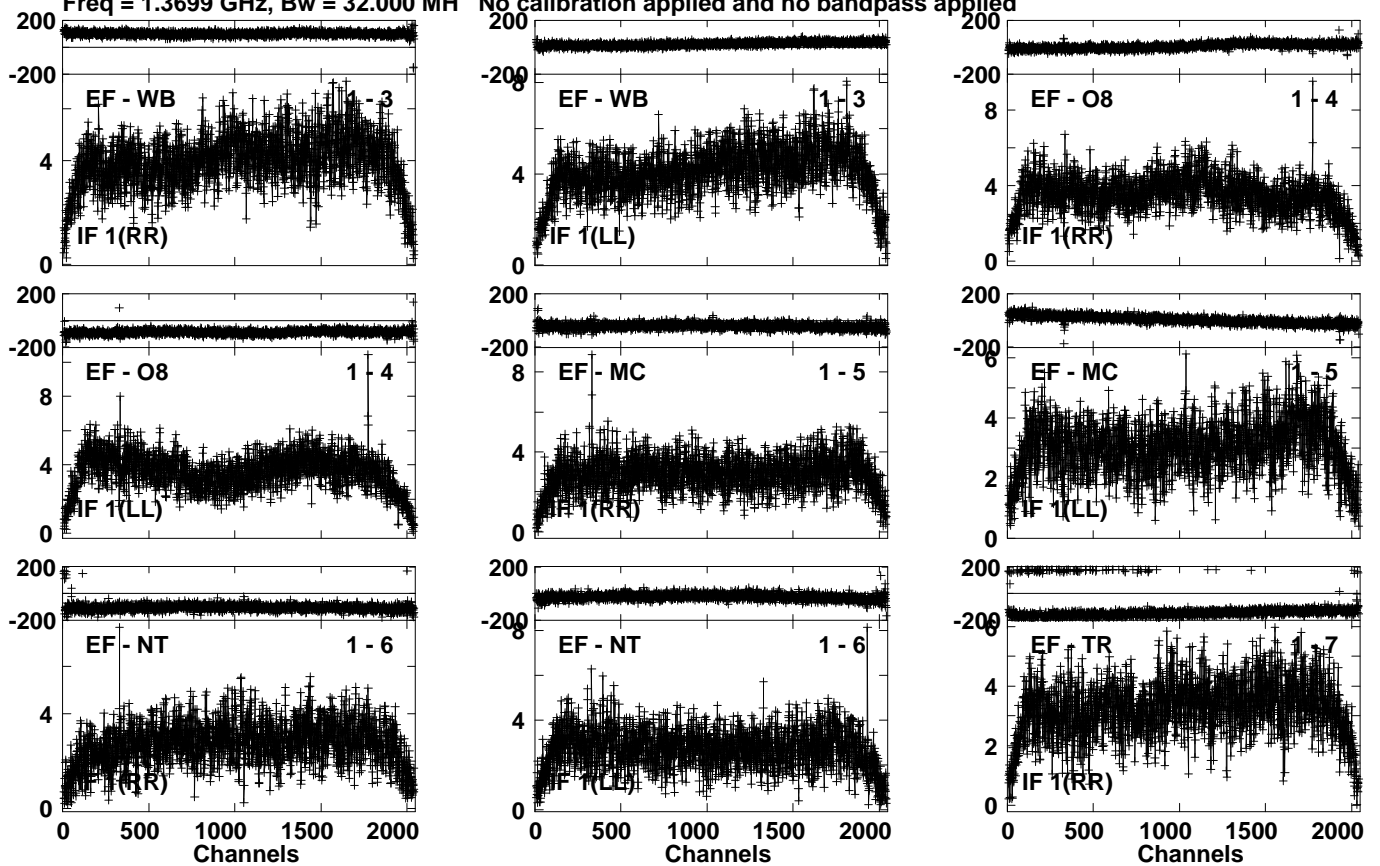 Freq = 1.3699 GHz, Bw = 32.000 MH No calibration applied and no bandpass applied
200
-200
EF - WB 1 - 3
4
IF 1(RR)
0
-200
8
EF - WB 1 - 3
4
IF 1(LL)
0
200
-200
EF - O8 1 - 4
8
4
IF 1(RR)
0
200
-200
EF - O8 1 - 4
8
4
IF 1(LL)
0
200
-200
EF - MC 1 - 5
8
4
IF 1(RR)
0
200
-200
6
EF - MC 1 - 5
4
2
IF 1(LL)
0
200
-200
EF - NT 1 - 6
4
IF 1(RR)
0
200
-200
8
EF - NT 1 - 6
4
IF 1(LL)
0
200
-200
6
EF - TR 1 - 7
4
2
IF 1(RR)
0
0 500 1000 1500 2000
Channels
0 500 1000 1500 2000
Channels
0 500 1000 1500 2000
Channels